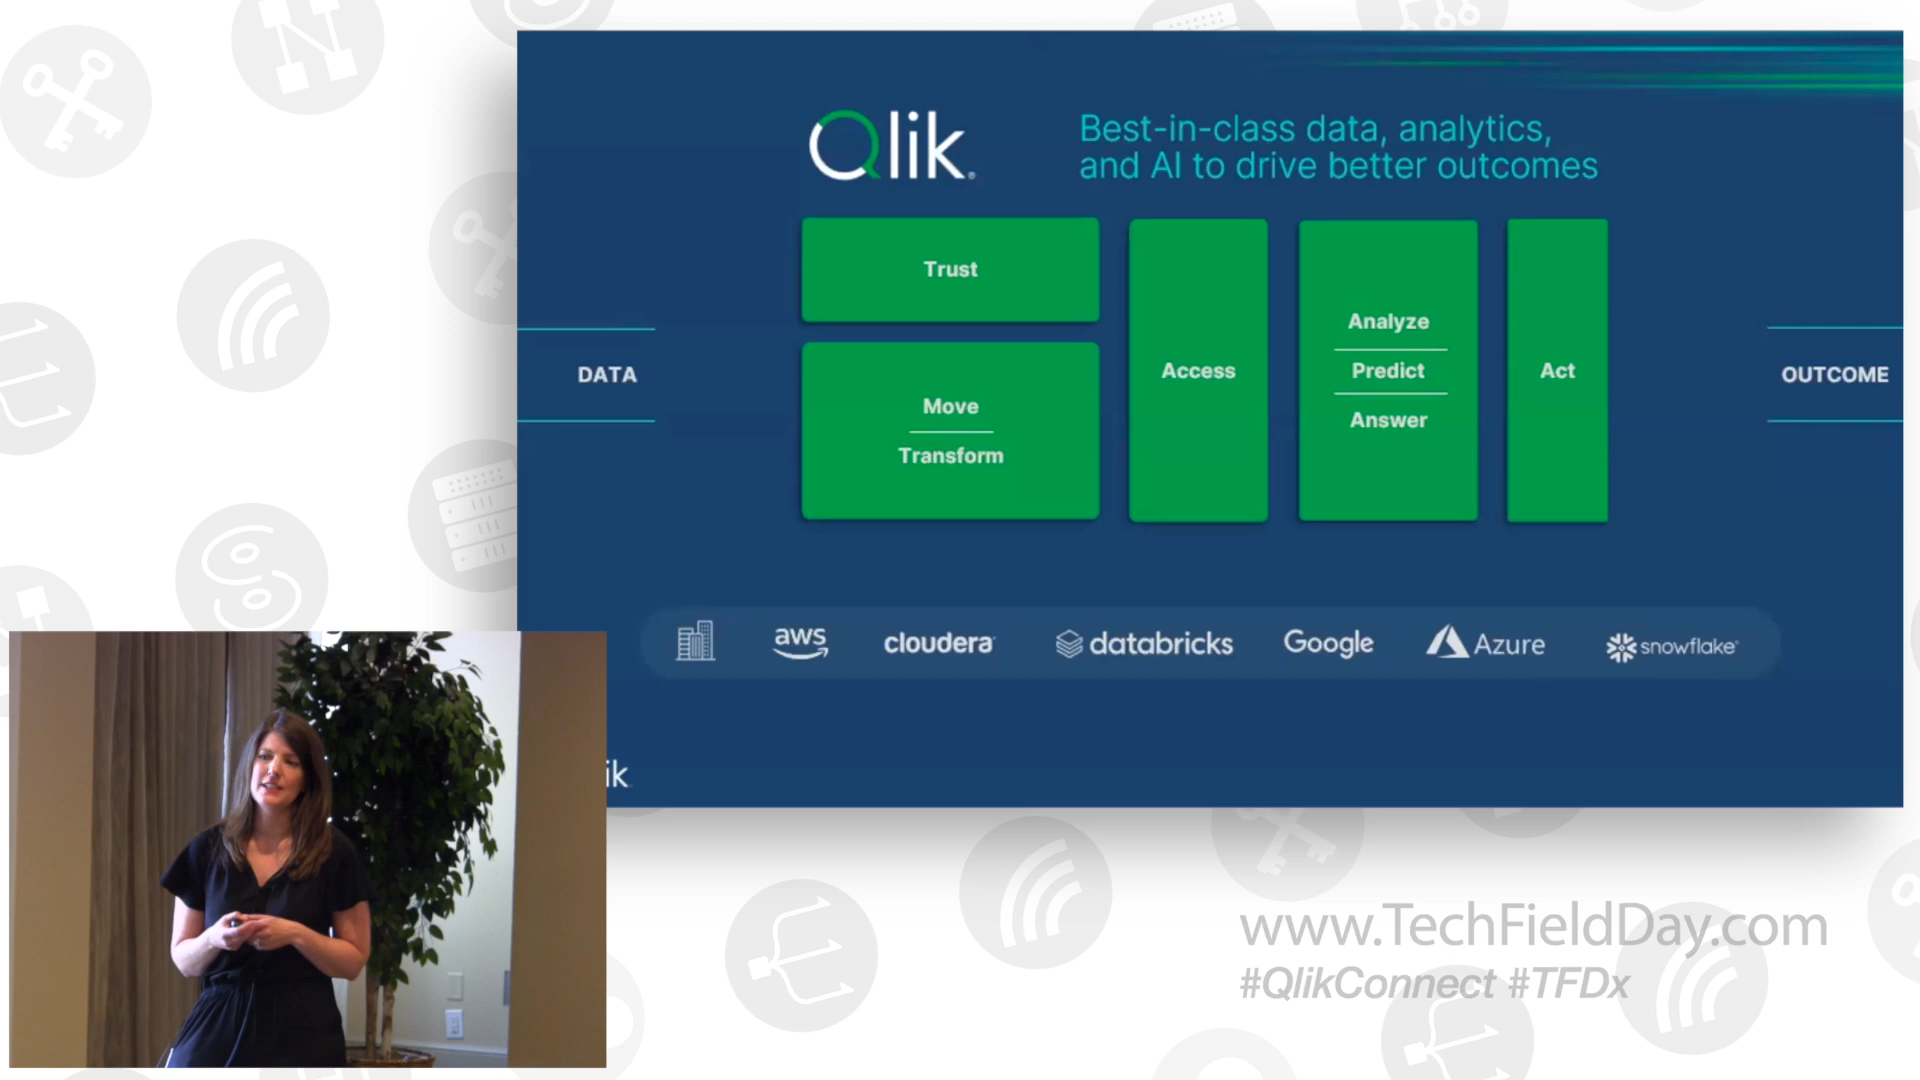 Qlik
Best-in-class data, analytics,
and AI to drive better outcomes
Trust
Move
Transform
Access
Analyze
Predict
Answer
Act
DATA
OUTCOME
aws
cloudera
databricks
Google
Azure
snowflake
lik
www.TechFieldDay.com
#QlikConnect #TFDx